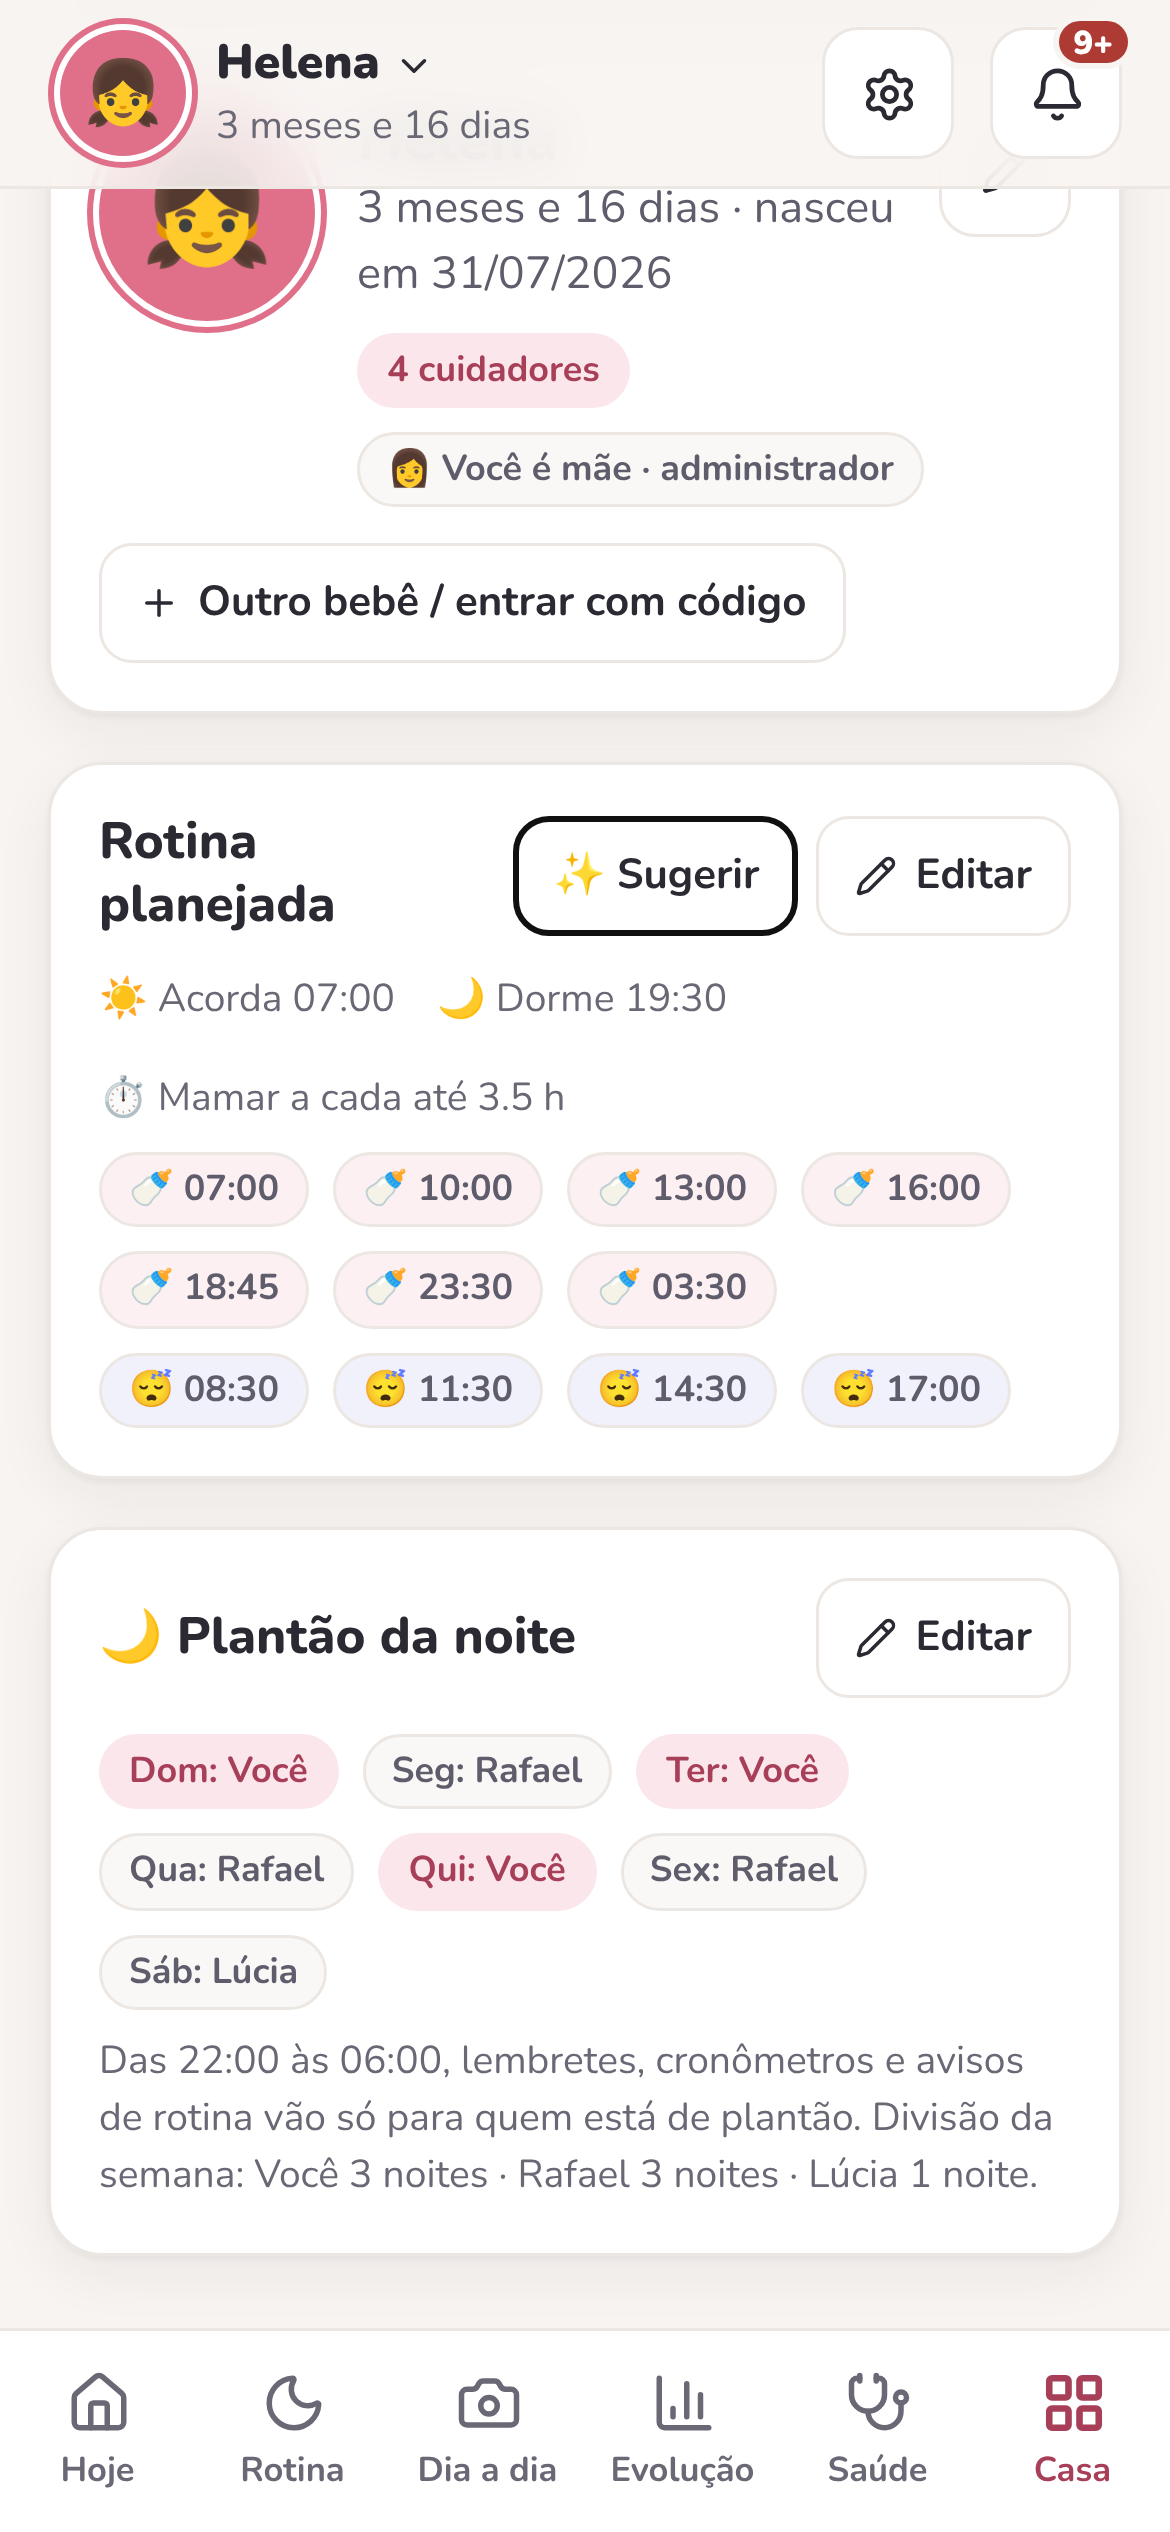 Helena
3 meses e 16 dias
9+
3 meses e 16 dias · nasceu
em 31/07/2026
4 cuidadores
Você é mãe · administrador
+ Outro bebê / entrar com código
Rotina
planejada
Sugerir
Editar
Acorda 07:00
Dorme 19:30
Mamar a cada até 3.5 h
07:00 10:00 13:00 16:00
18:45 23:30 03:30
08:30 11:30 14:30 17:00
Plantão da noite
Editar
Dom: Você Seg: Rafael Ter: Você
Qua: Rafael Qui: Você Sex: Rafael
Sáb: Lúcia
Das 22:00 às 06:00, lembretes, cronômetros e avisos
de rotina vão só para quem está de plantão. Divisão da
semana: Você 3 noites · Rafael 3 noites · Lúcia 1 noite.
Hoje Rotina Dia a dia Evolução Saúde Casa